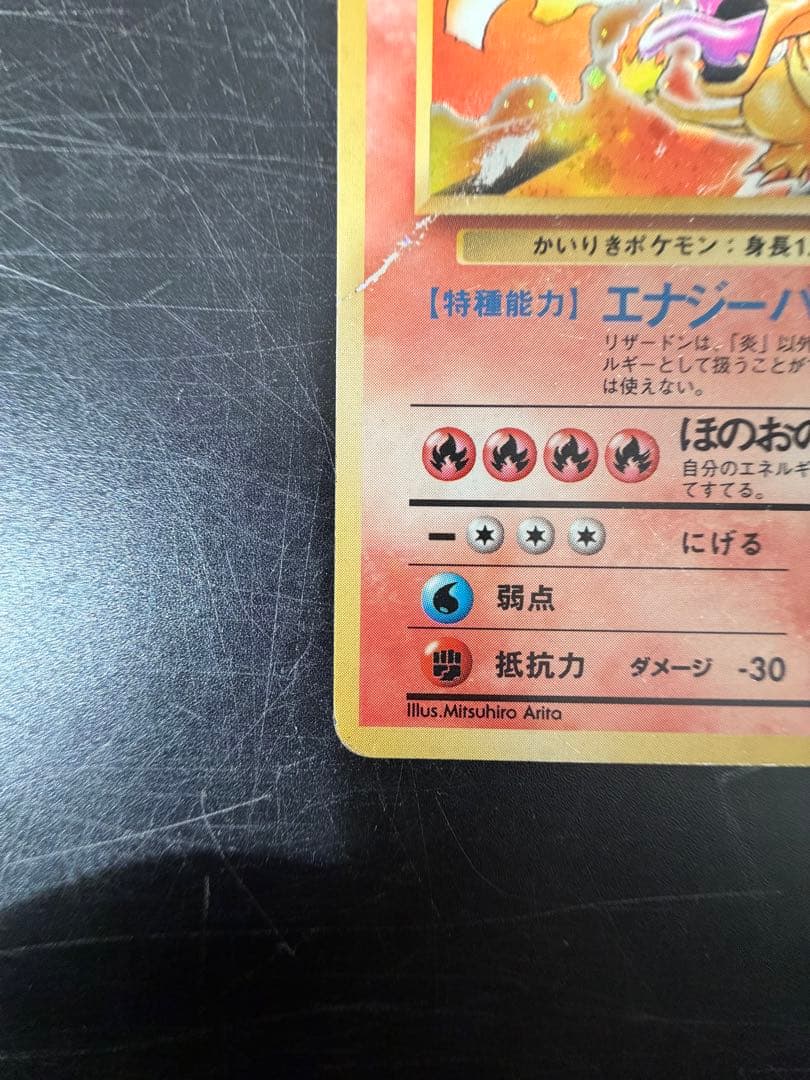 かいりきポケモン：身長1.
【特種能力】 エナジーバ
リザードンは、「炎」以外
ルギーとして扱うことが
は使えない。
ほのおの
自分のエネルギ
てすてる。
にげる
弱点
抵抗力 ダメージ -30
Illus.Mitsuhiro Arita